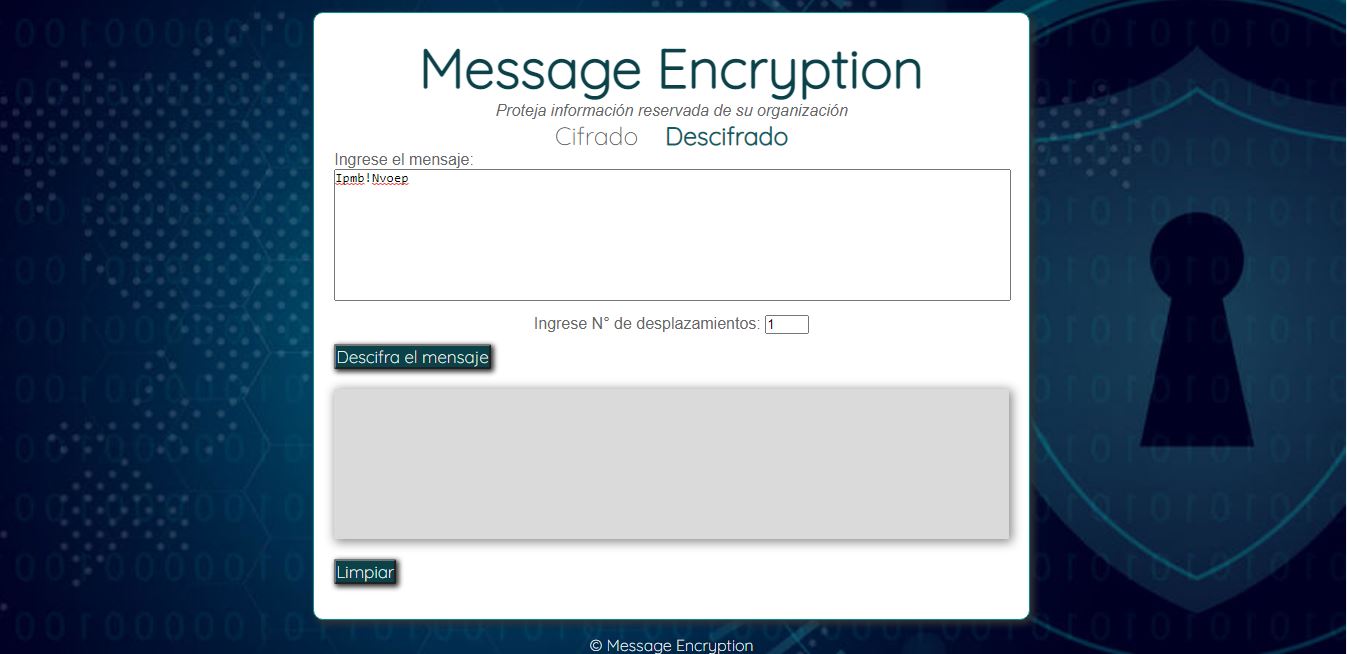 Message Encryption
Proteja información reservada de su organización
Cifrado Descifrado
Ingrese el mensaje:
Ipmb!Nvoep
Ingrese N° de desplazamientos: 1
Descifra el mensaje
Limpiar
© Message Encryption